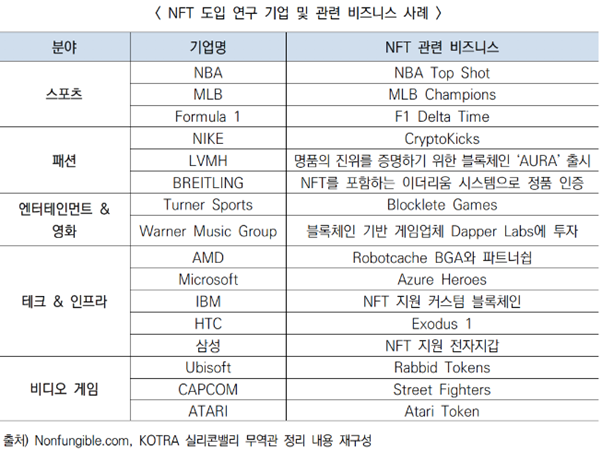 < NFT 도입 연구 기업 및 관련 비즈니스 사례 >
분야 기업명 NFT 관련 비즈니스
스포츠 NBA NBA Top Shot
MLB MLB Champions
Formula 1 F1 Delta Time
패션 NIKE CryptoKicks
LVMH 명품의 진위를 증명하기 위한 블록체인 ‘AURA’ 출시
BREITLING NFT를 포함하는 이더리움 시스템으로 정품 인증
엔터테인먼트 & 영화 Turner Sports Blocklete Games
Warner Music Group 블록체인 기반 게임업체 Dapper Labs에 투자
테크 & 인프라 AMD Robotcache BGA와 파트너쉽
Microsoft Azure Heroes
IBM NFT 지원 커스텀 블록체인
HTC Exodus 1
삼성 NFT 지원 전자지갑
비디오 게임 Ubisoft Rabbid Tokens
CAPCOM Street Fighters
ATARI Atari Token
출처) Nonfungible.com, KOTRA 실리콘밸리 무역관 정리 내용 재구성